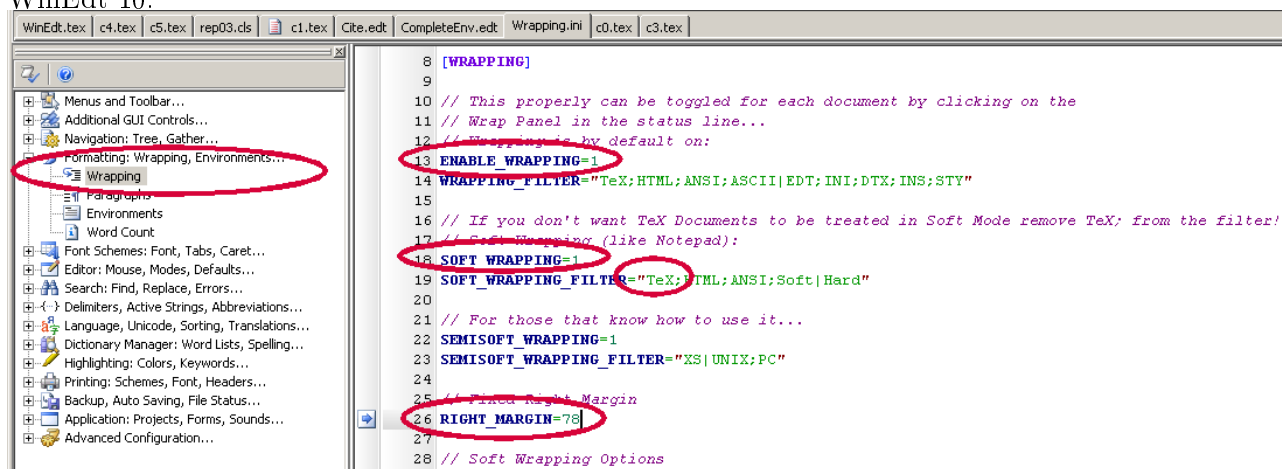 WinEdt 10:
WinEdt.tex c4.tex c5.tex rep03.cls c1.tex Cite.edt CompleteEnv.edt Wrapping.ini c0.tex c3.tex
Menus and Toolbar...
Additional GUI Controls...
Navigation: Tree, Gather...
Formatting: Wrapping, Environments...
Wrapping
Paragraphs
Environments
Word Count
Font Schemes: Font, Tabs, Caret...
Editor: Mouse, Modes, Defaults...
Search: Find, Replace, Errors...
Delimiters, Active Strings, Abbreviations...
Language, Unicode, Sorting, Translations...
Dictionary Manager: Word Lists, Spelling...
Highlighting: Colors, Keywords...
Printing: Schemes, Font, Headers...
Backup, Auto Saving, File Status...
Application: Projects, Forms, Sounds...
Advanced Configuration...
8 [WRAPPING]
9
10 // This properly can be toggled for each document by clicking on the
11 // Wrap Panel in the status line...
12 // Wrapping is by default on:
13 ENABLE_WRAPPING=1
14 WRAPPING_FILTER="TeX;HTML;ANSI;ASCII|EDT;INI;DTX;INS;STY"
15
16 // If you don't want TeX Documents to be treated in Soft Mode remove TeX; from the filter!
17 // Soft Wrapping (like Notepad):
18 SOFT_WRAPPING=1
19 SOFT_WRAPPING_FILTER="TeX;HTML;ANSI;Soft|Hard"
20
21 // For those that know how to use it...
22 SEMISOFT_WRAPPING=1
23 SEMISOFT_WRAPPING_FILTER="XS|UNIX;PC"
24
25 // Fixed Right Margin
26 RIGHT_MARGIN=78
27
28 // Soft Wrapping Options